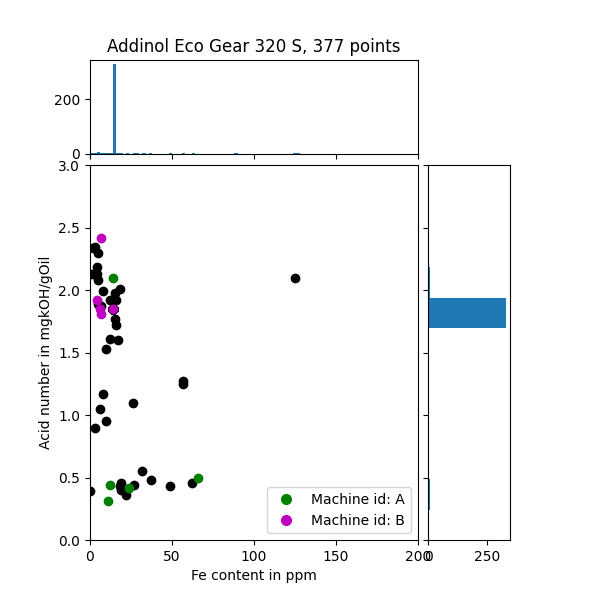 Addinol Eco Gear 320 S, 377 points
200
0
3.0
2.5
2.0
1.5
1.0
0.5
0.0
Acid number in mgkOH/gOil
Machine id: A
Machine id: B
0 50 100 150 200
0 250
Fe content in ppm